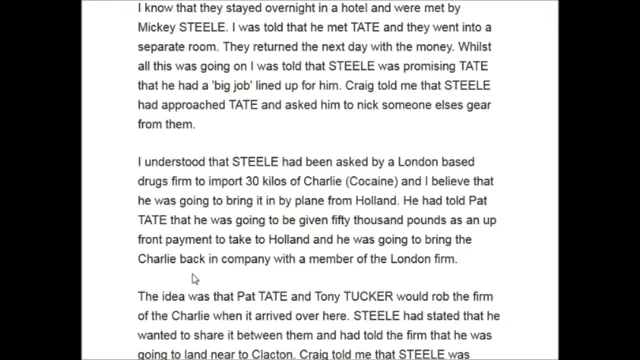 I know that they stayed overnight in a hotel and were met by
Mickey STEELE. I was told that he met TATE and they went into a
separate room. They returned the next day with the money. Whilst
all this was going on I was told that STEELE was promising TATE
that he had a 'big job' lined up for him. Craig told me that STEELE
had approached TATE and asked him to nick someone elses gear
from them.
I understood that STEELE had been asked by a London based
drugs firm to import 30 kilos of Charlie (Cocaine) and I believe that
he was going to bring it in by plane from Holland. He had told Pat
TATE that he was going to be given fifty thousand pounds as an up
front payment to take to Holland and he was going to bring the
Charlie back in company with a member of the London firm.
The idea was that Pat TATE and Tony TUCKER would rob the firm
of the Charlie when it arrived over here. STEELE had stated that he
wanted to share it between them and had told the firm that he was
going to land near to Clacton. Craig told me that STEELE was